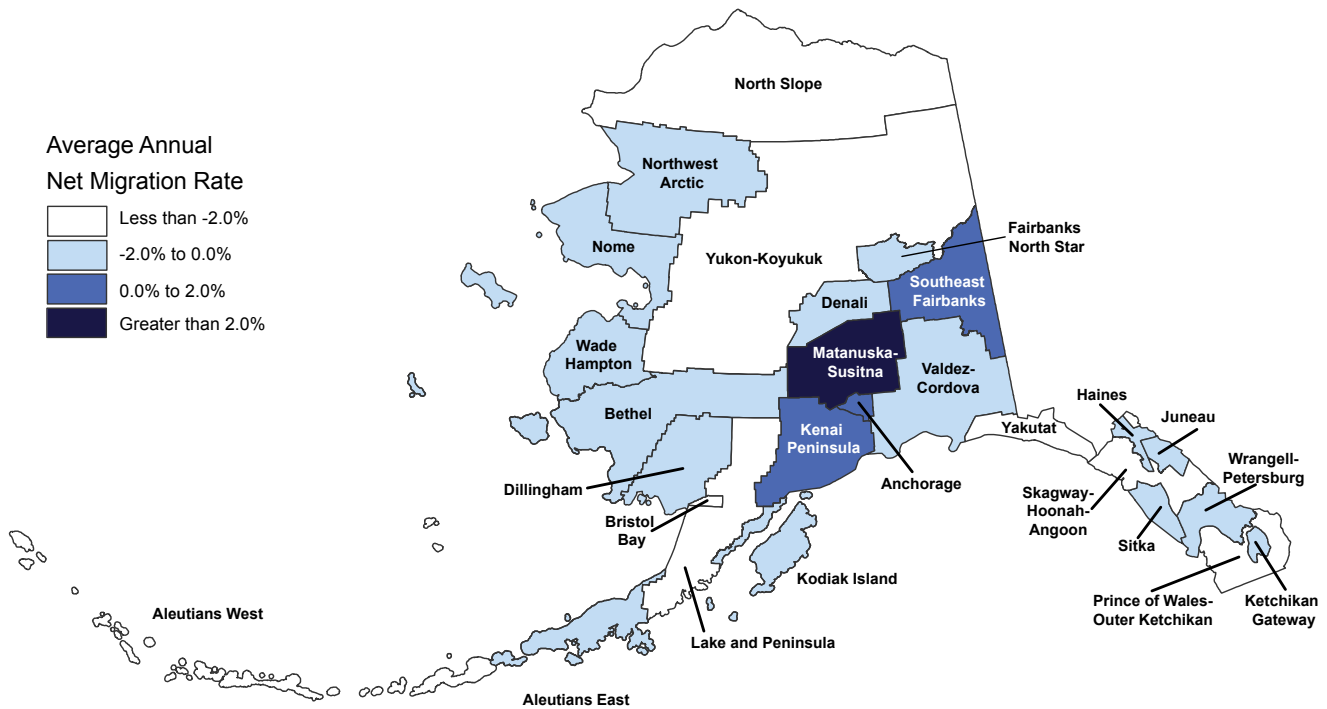 Average Annual
Net Migration Rate
Less than -2.0%
-2.0% to 0.0%
0.0% to 2.0%
Greater than 2.0%
North Slope
Northwest
Arctic
Nome
Yukon-Koyukuk
Fairbanks
North Star
Southeast
Fairbanks
Denali
Wade
Hampton
Matanuska-
Susitna
Valdez-
Cordova
Bethel
Kenai
Peninsula
Anchorage
Yakutat
Haines
Juneau
Wrangell-
Petersburg
Skagway-
Hoonah-
Angoon
Sitka
Dillingham
Bristol
Bay
Kodiak Island
Prince of Wales-
Outer Ketchikan
Ketchikan
Gateway
Aleutians West
Lake and Peninsula
Aleutians East